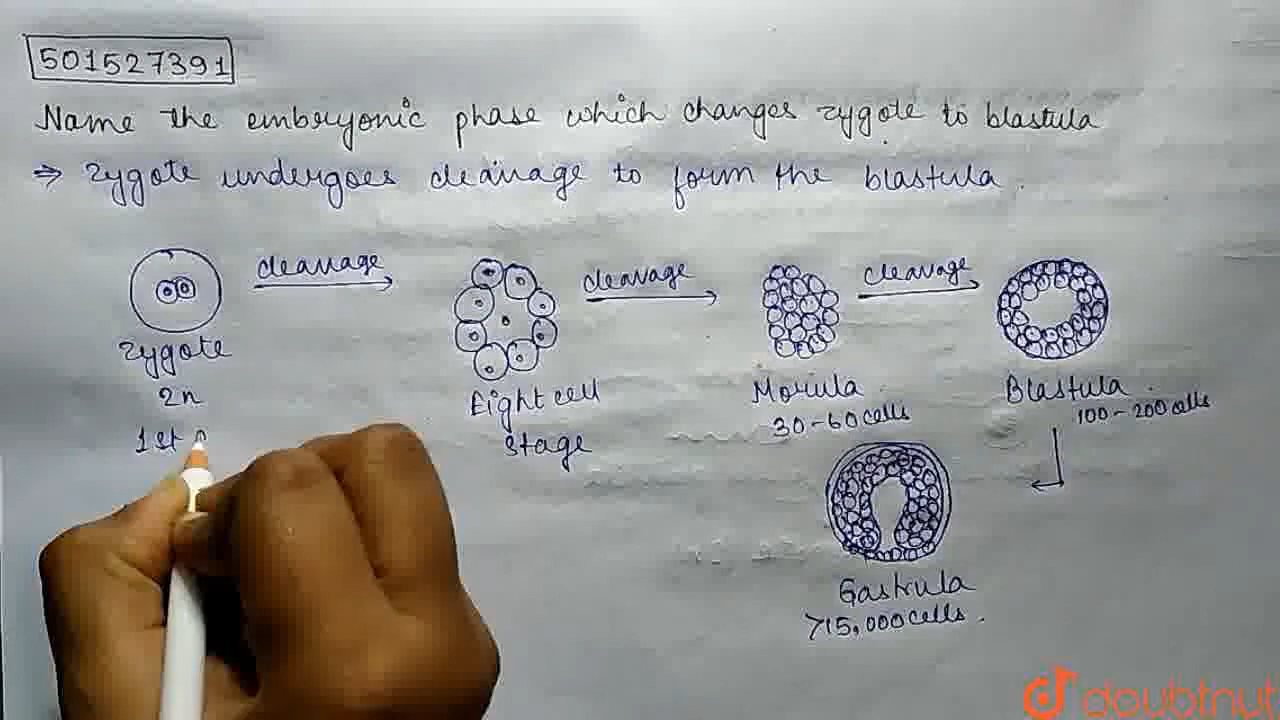 501527391
Name the embryonic phase which changes zygote to blastula
⇒ zygote undergoes cleavage to form the blastula.
cleavage
cleavage
cleavage
zygote
2n
1st
Eight cell
stage
Morula
30-60 cells
Blastula
100-200 cells
Gastrula
>15,000 cells.
doubtnut